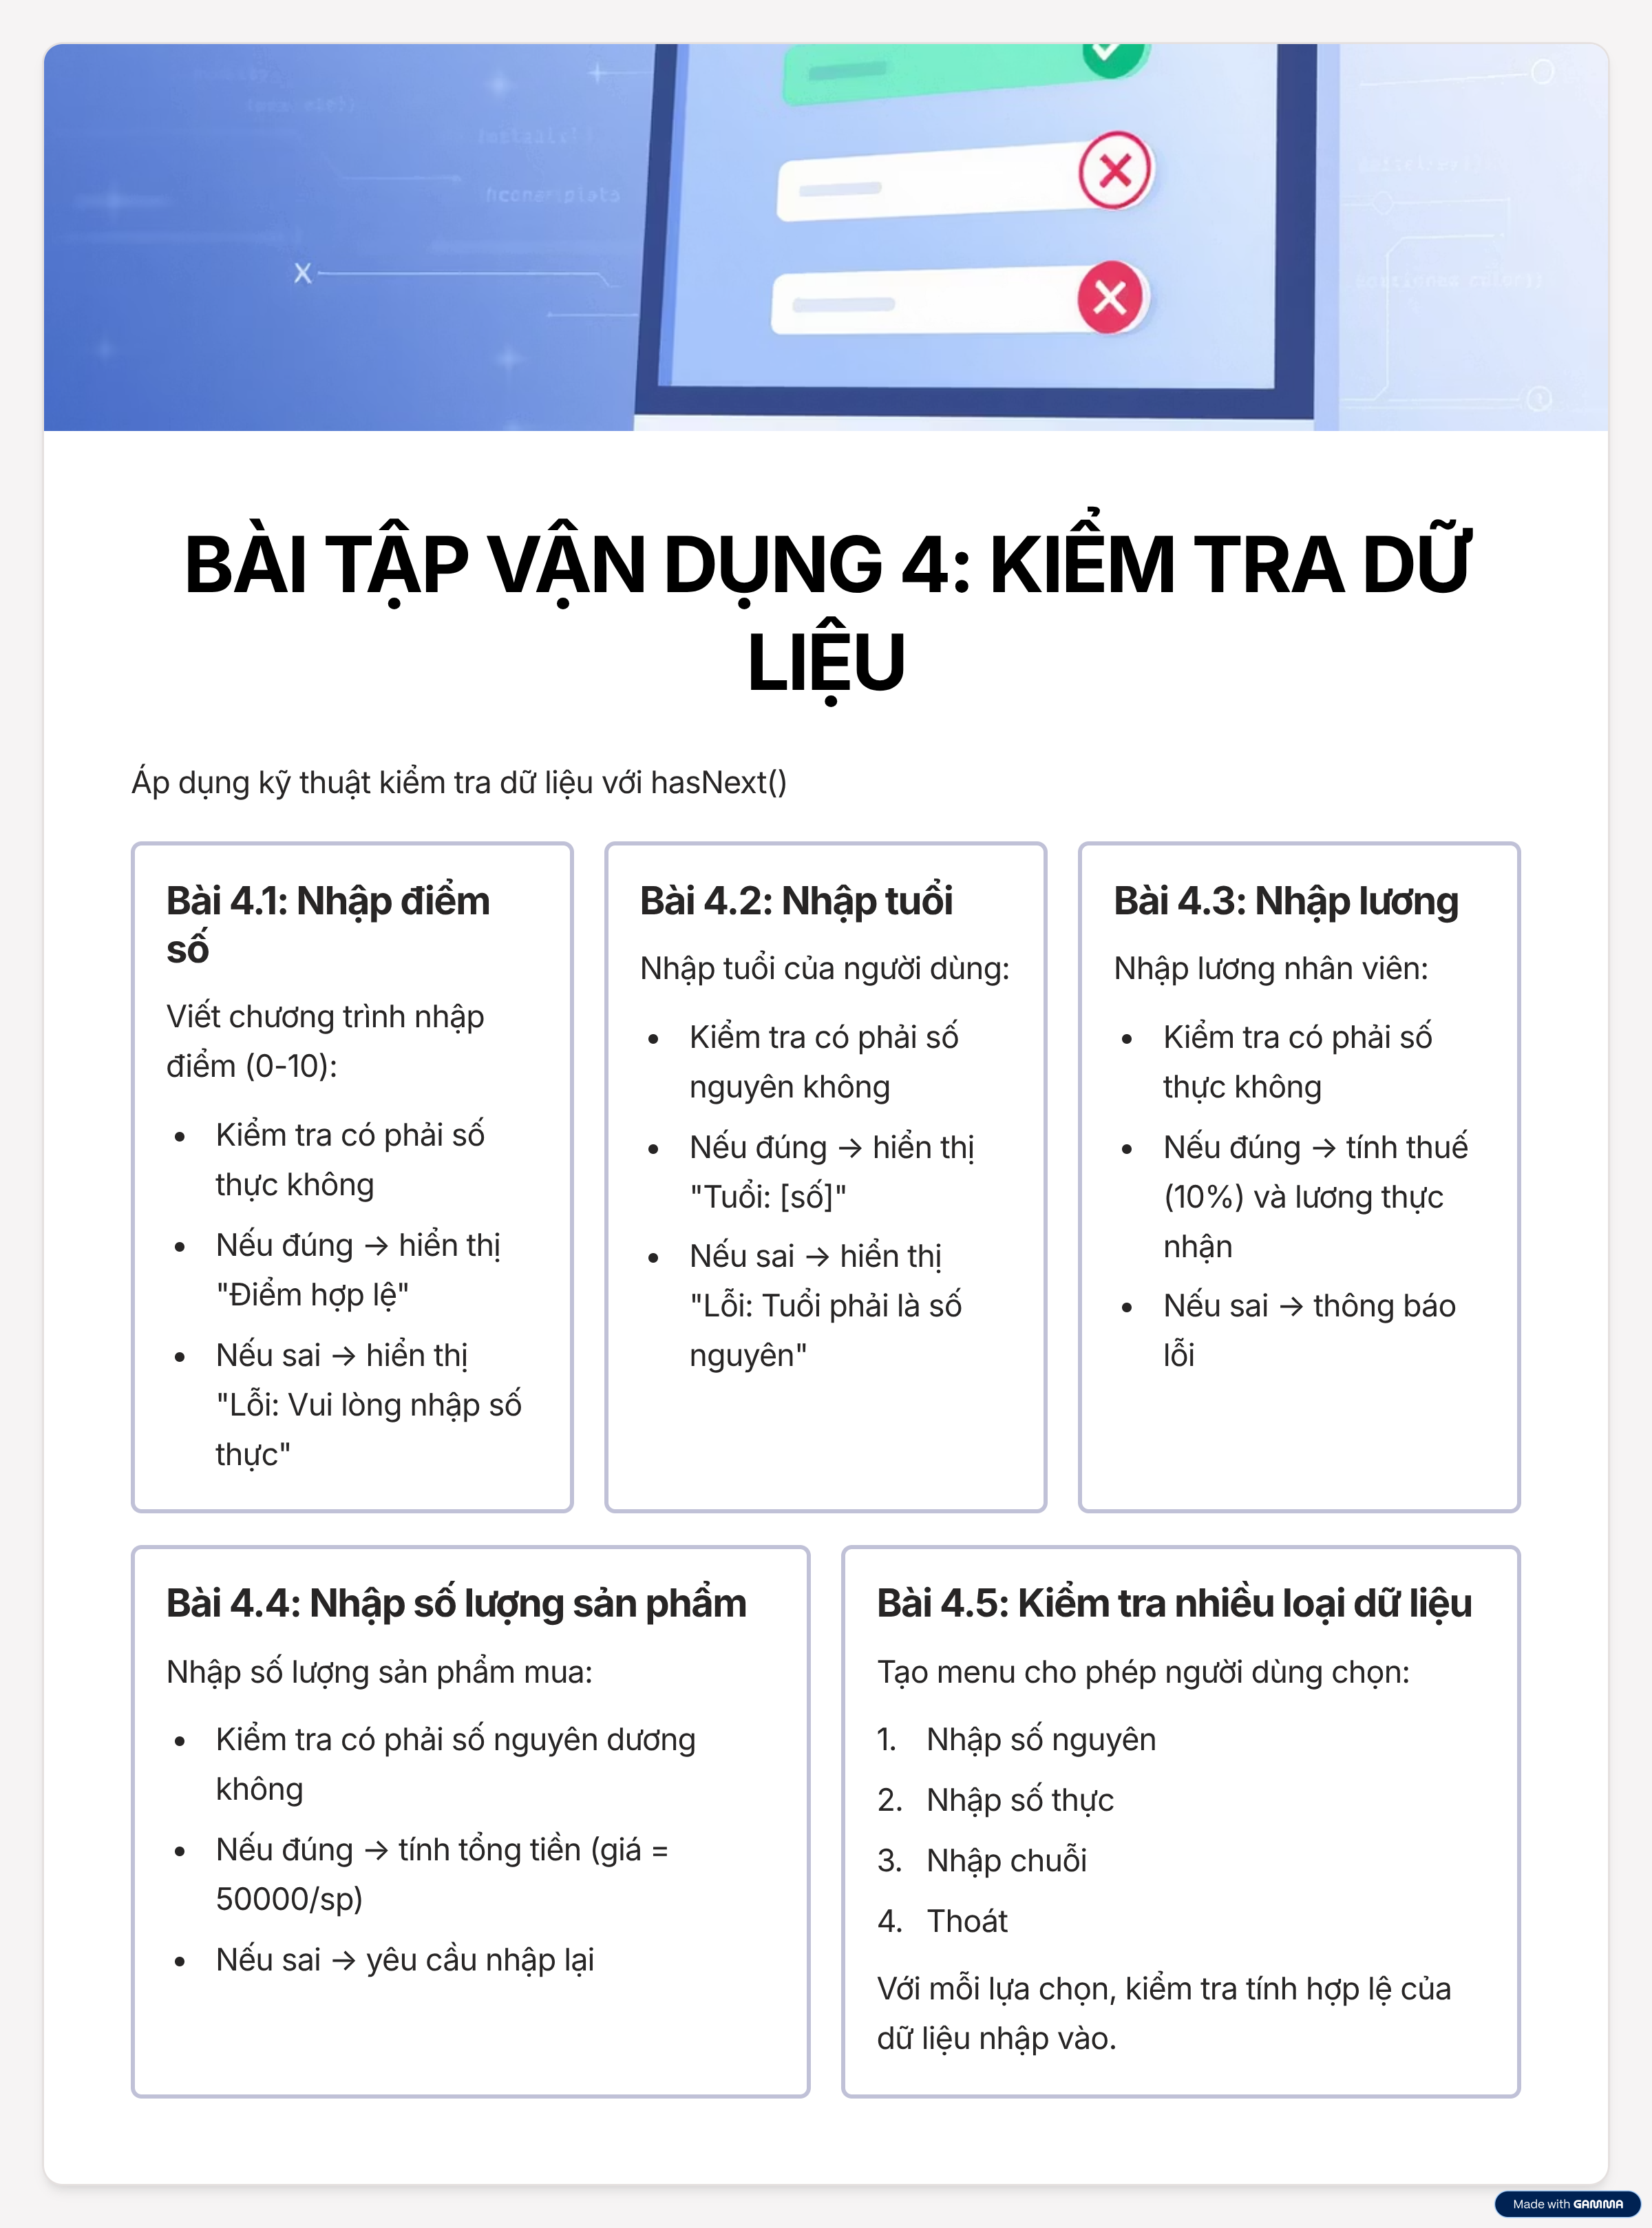 BÀI TẬP VẬN DỤNG 4: KIỂM TRA DỮ
LIỆU
Áp dụng kỹ thuật kiểm tra dữ liệu với hasNext()
Bài 4.1: Nhập điểm
số
Viết chương trình nhập
điểm (0-10):
• Kiểm tra có phải số
thực không
• Nếu đúng → hiển thị
"Điểm hợp lệ"
• Nếu sai → hiển thị
"Lỗi: Vui lòng nhập số
thực"
Bài 4.2: Nhập tuổi
Nhập tuổi của người dùng:
• Kiểm tra có phải số
nguyên không
• Nếu đúng → hiển thị
"Tuổi: [số]"
• Nếu sai → hiển thị
"Lỗi: Tuổi phải là số
nguyên"
Bài 4.3: Nhập lương
Nhập lương nhân viên:
• Kiểm tra có phải số
thực không
• Nếu đúng → tính thuế
(10%) và lương thực
nhận
• Nếu sai → thông báo
lỗi
Bài 4.4: Nhập số lượng sản phẩm
Nhập số lượng sản phẩm mua:
• Kiểm tra có phải số nguyên dương
không
• Nếu đúng → tính tổng tiền (giá =
50000/sp)
• Nếu sai → yêu cầu nhập lại
Bài 4.5: Kiểm tra nhiều loại dữ liệu
Tạo menu cho phép người dùng chọn:
1. Nhập số nguyên
2. Nhập số thực
3. Nhập chuỗi
4. Thoát
Với mỗi lựa chọn, kiểm tra tính hợp lệ của
dữ liệu nhập vào.
Made with GAMMA